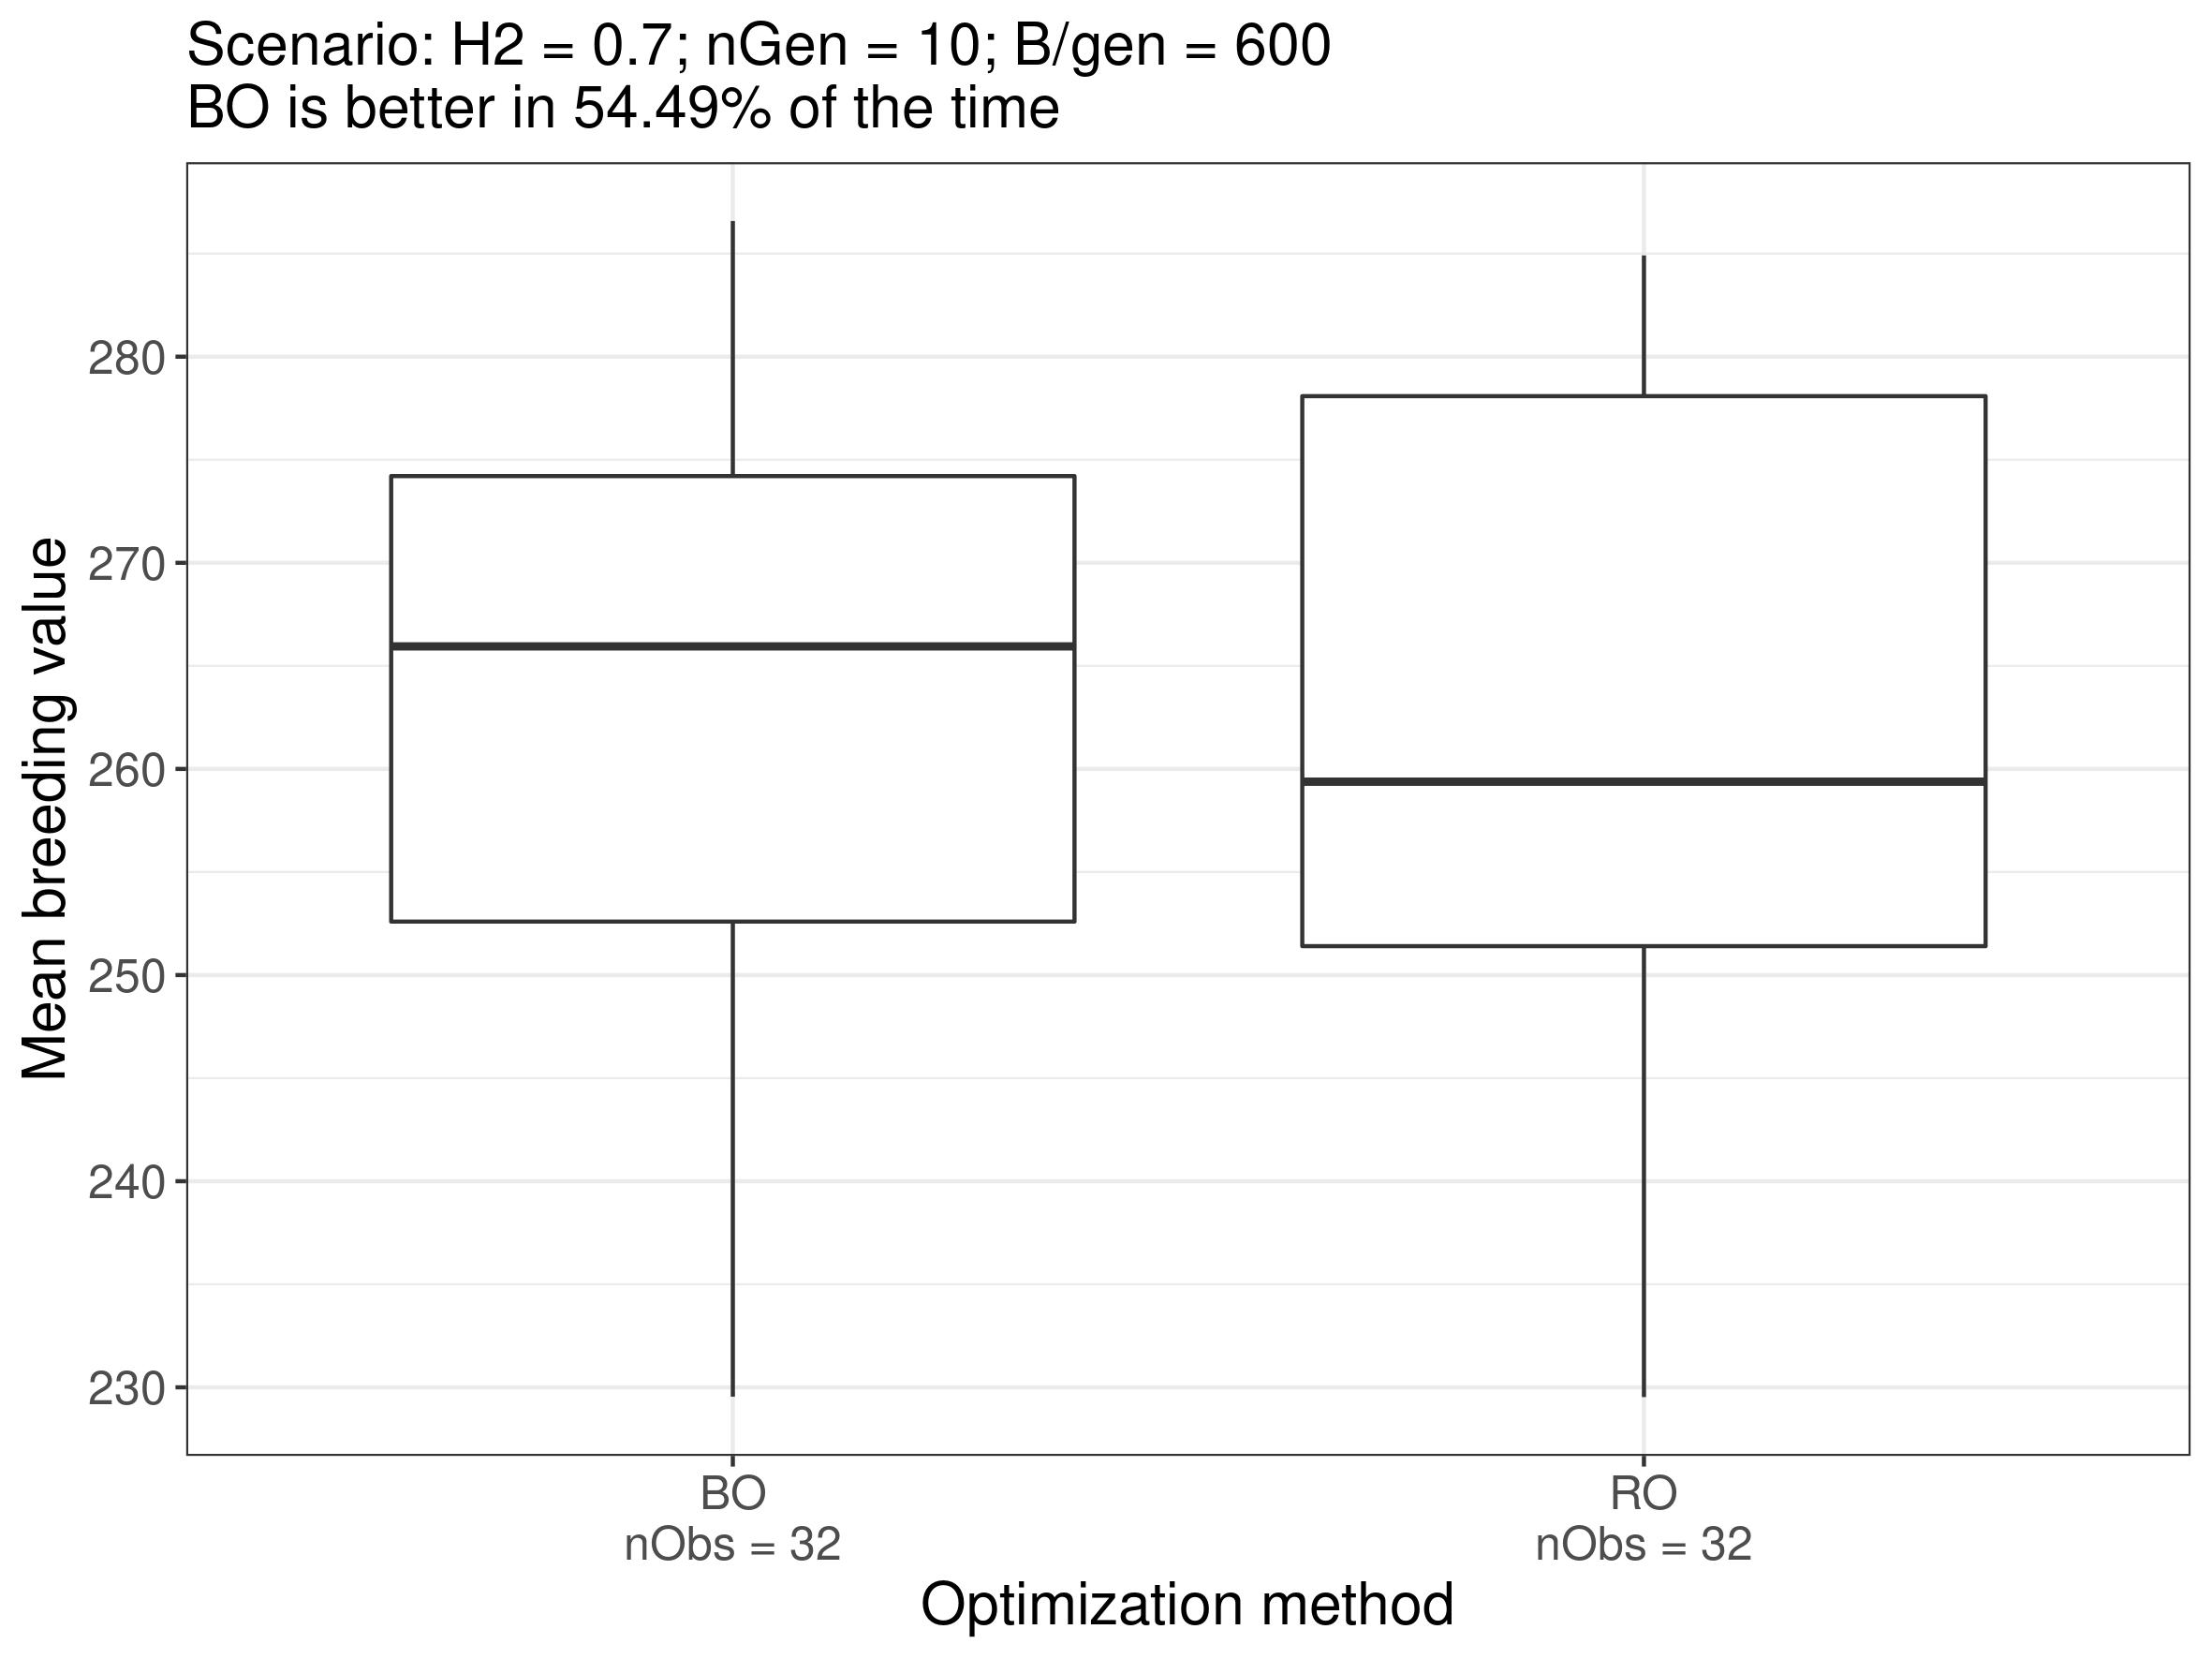 Scenario: H2 = 0.7; nGen = 10; B/gen = 600
BO is better in 54.49% of the time
Mean breeding value
280
270
260
250
240
230
BO
nObs = 32
RO
nObs = 32
Optimization method